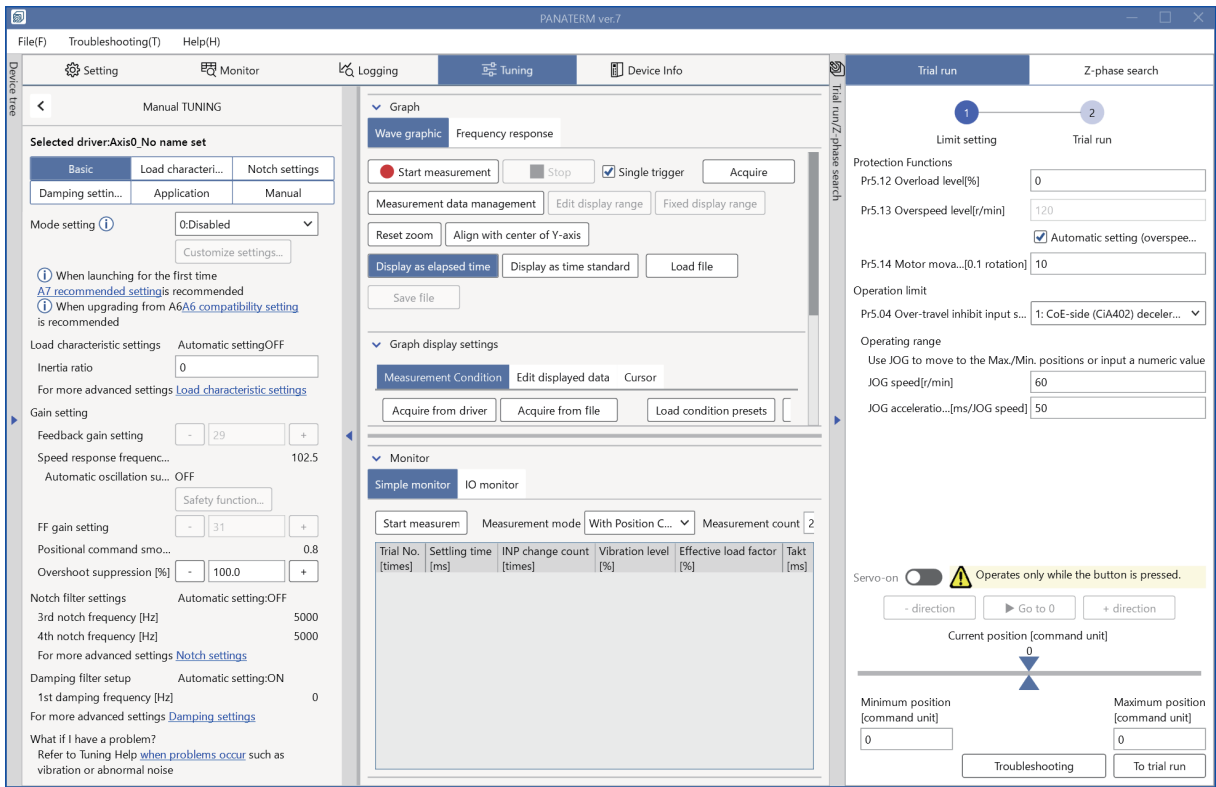 PANATERM ver.7
File(F) Troubleshooting(T) Help(H)
Device tree
Setting Monitor Logging Tuning Device Info
Manual TUNING
Selected driver:Axis0_No name set
Basic Load characteri... Notch settings
Damping settin... Application Manual
Mode setting 0:Disabled
Customize settings...
When launching for the first time
A7 recommended settingis recommended
When upgrading from A6A6 compatibility setting
is recommended
Load characteristic settings Automatic settingOFF
Inertia ratio 0
For more advanced settings Load characteristic settings
Gain setting
Feedback gain setting - 29 +
Speed response frequenc... 102.5
Automatic oscillation su... OFF
Safety function...
FF gain setting - 31 +
Positional command smo... 0.8
Overshoot suppression [%] - 100.0 +
Notch filter settings Automatic setting:OFF
3rd notch frequency [Hz] 5000
4th notch frequency [Hz] 5000
For more advanced settings Notch settings
Damping filter setup Automatic setting:ON
1st damping frequency [Hz] 0
For more advanced settings Damping settings
What if I have a problem?
Refer to Tuning Help when problems occur such as
vibration or abnormal noise
Graph
Wave graphic Frequency response
Start measurement Stop Single trigger Acquire
Measurement data management Edit display range Fixed display range
Reset zoom Align with center of Y-axis
Display as elapsed time Display as time standard Load file
Save file
Graph display settings
Measurement Condition Edit displayed data Cursor
Acquire from driver Acquire from file Load condition presets
Monitor
Simple monitor IO monitor
Start measurem Measurement mode With Position C... Measurement count 2
Trial No. Settling time INP change count Vibration level Effective load factor Takt
[times] [ms] [times] [%] [%] [ms]
Trial run/Z-phase search
Trial run Z-phase search
1 2
Limit setting Trial run
Protection Functions
Pr5.12 Overload level[%] 0
Pr5.13 Overspeed level[r/min] 120
Automatic setting (overspee...
Pr5.14 Motor mova...[0.1 rotation] 10
Operation limit
Pr5.04 Over-travel inhibit input s... 1: CoE-side (CiA402) deceler...
Operating range
Use JOG to move to the Max./Min. positions or input a numeric value
JOG speed[r/min] 60
JOG acceleratio...[ms/JOG speed] 50
Servo-on Operates only while the button is pressed.
- direction Go to 0 + direction
Current position [command unit]
0
Minimum position Maximum position
[command unit] [command unit]
0 0
Troubleshooting To trial run